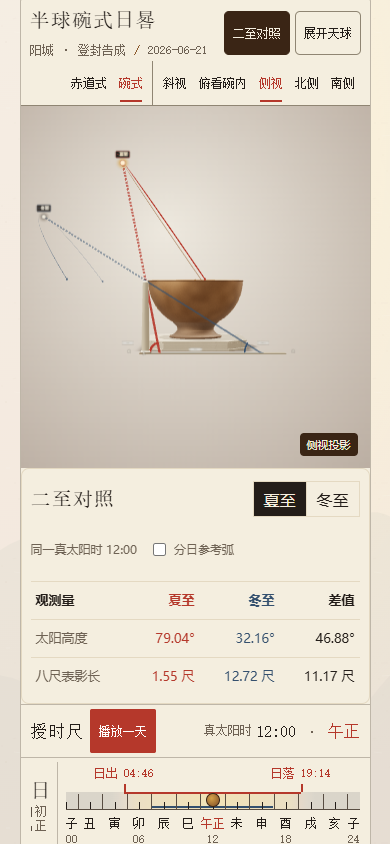 半球碗式日晷
阳城 · 登封告成 / 2026-06-21
二至对照
展开天球
赤道式 碗式 斜视 俯看碗内 侧视 北侧 南侧
侧视投影
二至对照
夏至 冬至
同一真太阳时 12:00 分日参考弧
观测量 夏至 冬至 差值
太阳高度 79.04° 32.16° 46.88°
八尺表影长 1.55 尺 12.72 尺 11.17 尺
授时尺 播放一天 真太阳时 12:00 · 午正
日出 04:46 日落 19:14
日 初正
子 丑 寅 卯 辰 巳 午正 未 申 酉 戌 亥 子
00 06 12 18 24